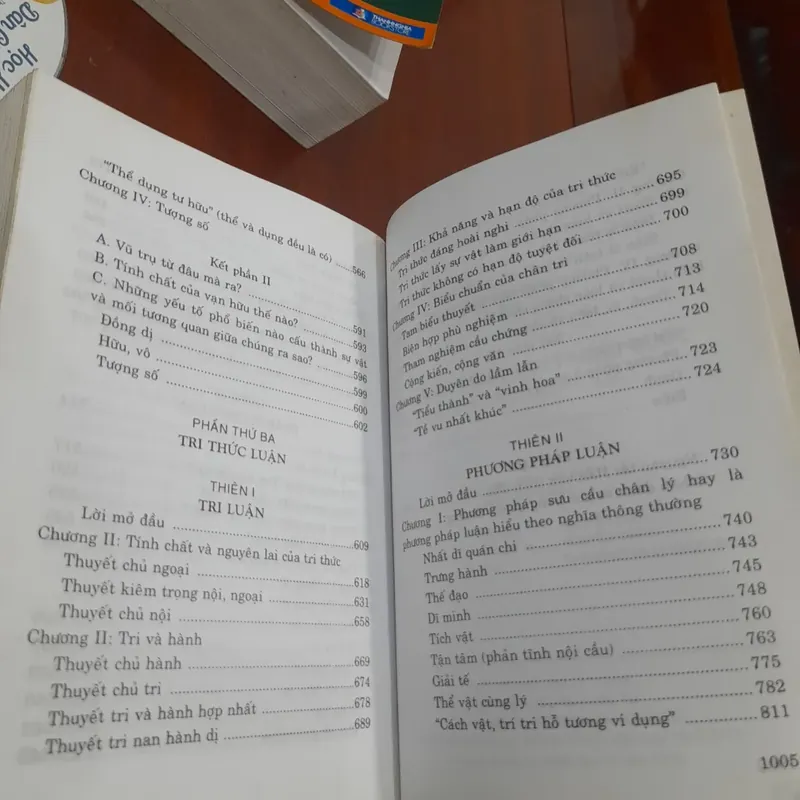 THANHNGHIA
BOOKSTORE
Dân
Học
"Thể dụng tư hữu" (thể và dụng đều là có) ......566
Chương IV: Tượng số
Kết phần II
A. Vũ trụ từ đâu mà ra? ......591
B. Tính chất của vạn hữu thế nào? ......593
C. Những yếu tố phổ biến nào cấu thành sự vật
và mối tương quan giữa chúng ra sao? ......596
Đồng dị ......599
Hữu, vô ......600
Tượng số ......602
PHẦN THỨ BA
TRI THỨC LUẬN
THIÊN I
TRI LUẬN
Lời mở đầu ......609
Chương II: Tính chất và nguyên lai của tri thức
Thuyết chủ ngoại ......618
Thuyết kiêm trọng nội, ngoại ......631
Thuyết chủ nội ......658
Chương II: Tri và hành
Thuyết chủ hành ......669
Thuyết chủ tri ......674
Thuyết tri và hành hợp nhất ......678
Thuyết tri nan hành dị ......689
Chương III: Khả năng và hạn độ của tri thức
Tri thức đáng hoài nghi ......695
Tri thức lấy sự vật làm giới hạn ......699
Tri thức không có hạn độ tuyệt đối ......700
Chương IV: Biểu chuẩn của chân tri
Tam biểu thuyết ......708
Biện hợp phù nghiệm ......713
Tham nghiệm cầu chứng ......714
Cộng kiến, cộng văn ......720
Chương V: Duyên do lầm lẫn
"Tiểu thành" và "vinh hoa" ......723
"Tế vu nhất khúc" ......724
THIÊN II
PHƯƠNG PHÁP LUẬN
Lời mở đầu ......730
Chương I: Phương pháp sưu cầu chân lý hay là
phương pháp luận hiểu theo nghĩa thông thường
Nhất dĩ quán chi ......740
Trưng hành ......743
Thể đạo ......745
Dĩ minh ......748
Tích vật ......760
Tận tâm (phản tỉnh nội cầu) ......763
Giải tế ......775
Thể vật cùng lý ......782
"Cách vật, trí tri hỗ tương vi dụng" ......811
1005